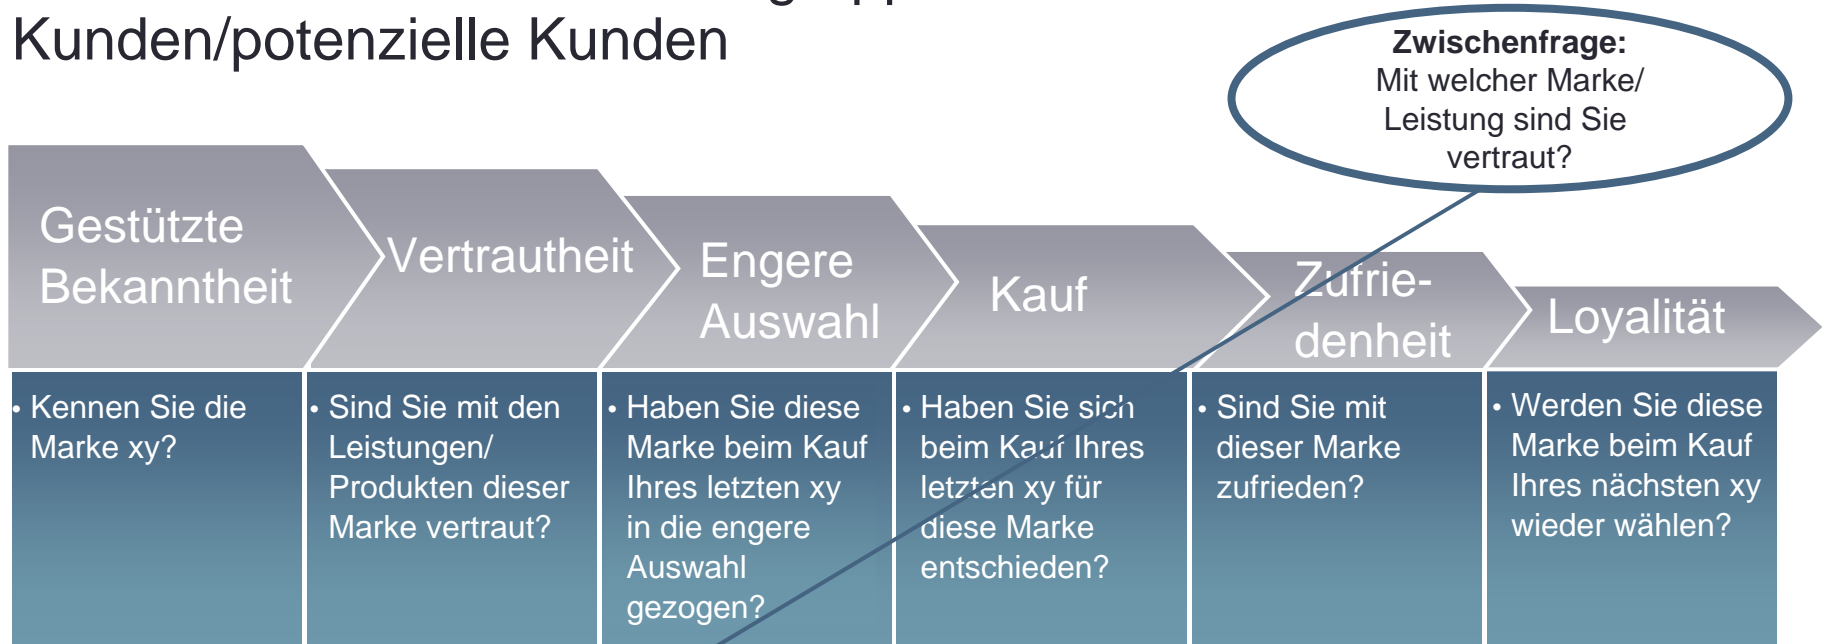 Kunden/potenzielle Kunden
Zwischenfrage:
Mit welcher Marke/
Leistung sind Sie
vertraut?
Gestützte
Bekanntheit
Vertrautheit
Engere
Auswahl
Kauf
Zufrie-
denheit
Loyalität
• Kennen Sie die
Marke xy?
• Sind Sie mit den
Leistungen/
Produkten dieser
Marke vertraut?
• Haben Sie diese
Marke beim Kauf
Ihres letzten xy
in die engere
Auswahl
gezogen?
• Haben Sie sich
beim Kauf Ihres
letzten xy für
diese Marke
entschieden?
• Sind Sie mit
dieser Marke
zufrieden?
• Werden Sie diese
Marke beim Kauf
Ihres nächsten xy
wieder wählen?